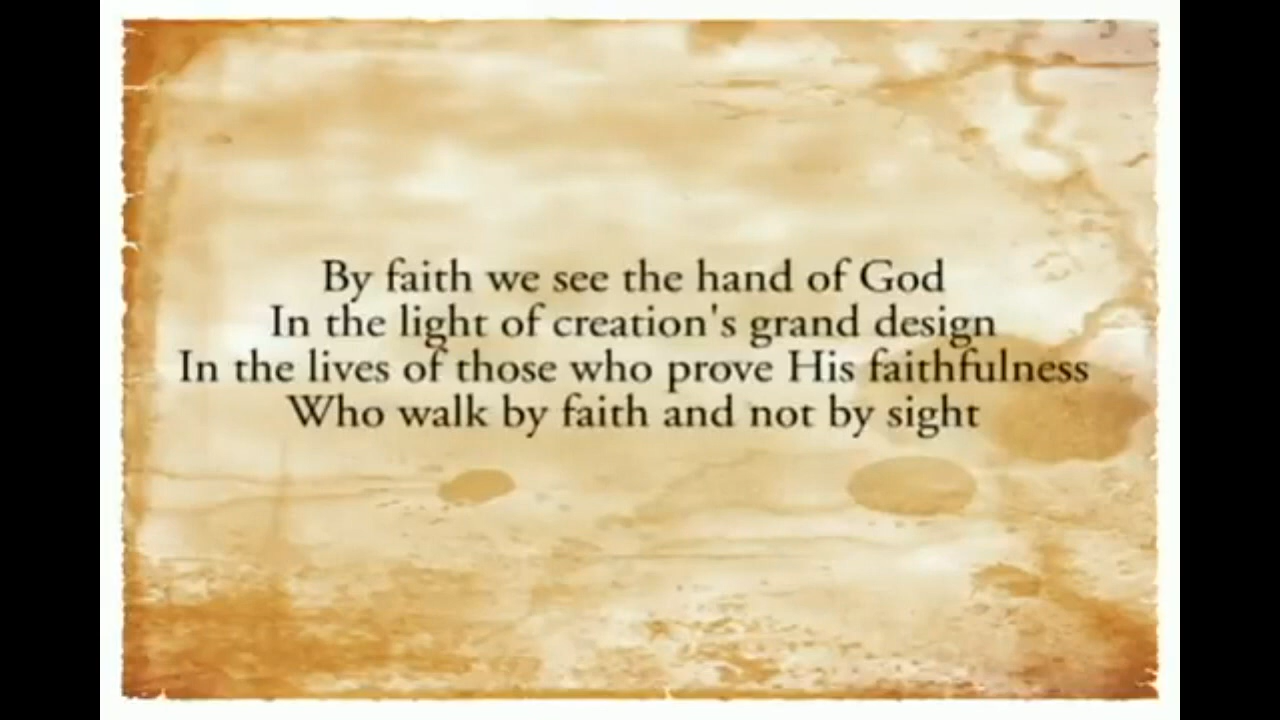 By faith we see the hand of God
In the light of creation's grand design
In the lives of those who prove His faithfulness
Who walk by faith and not by sight